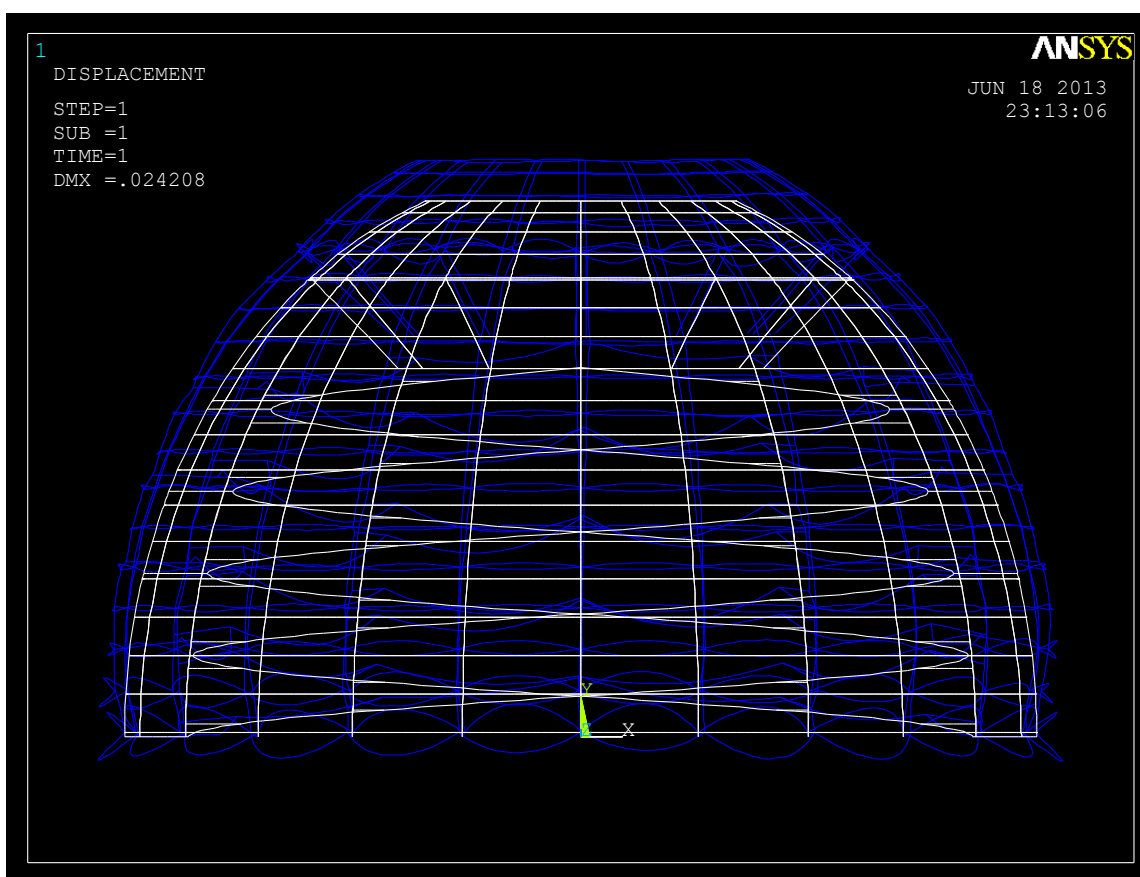 1
ANSYS
DISPLACEMENT
JUN 18 2013
STEP=1
23:13:06
SUB =1
TIME=1
DMX =.024208
Y
Z X